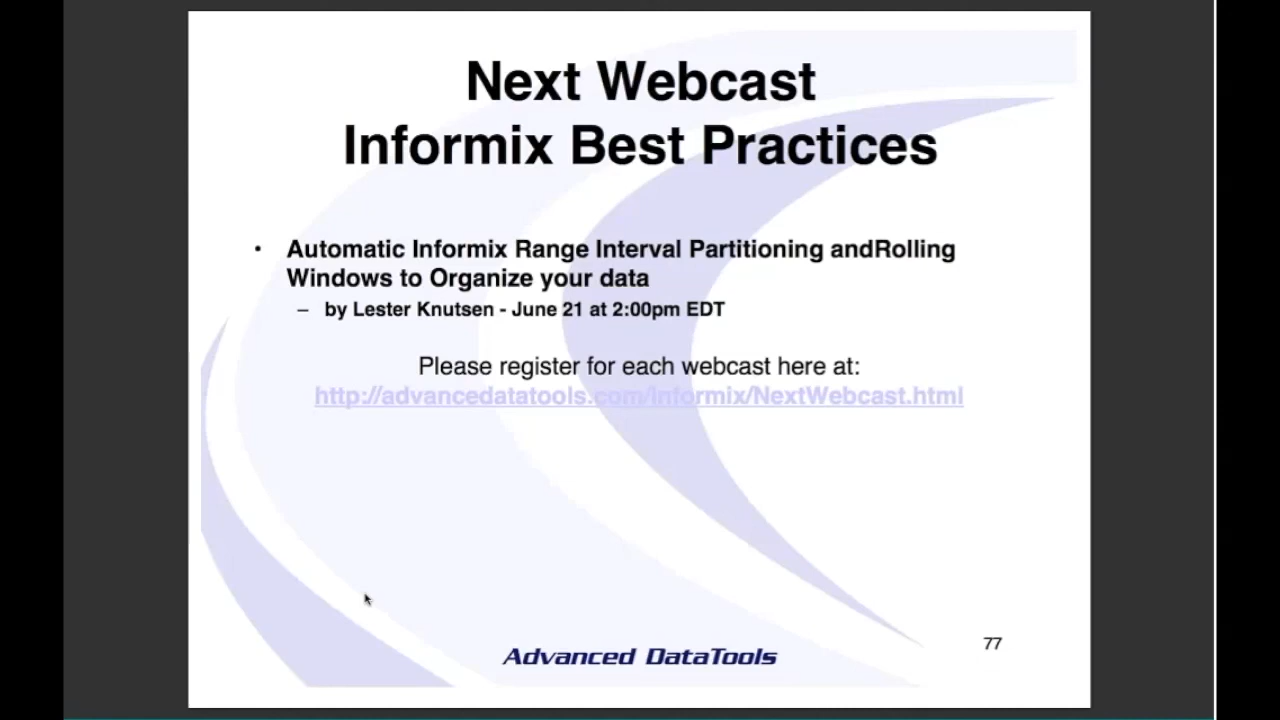 Next Webcast
Informix Best Practices
• Automatic Informix Range Interval Partitioning andRolling
Windows to Organize your data
– by Lester Knutsen - June 21 at 2:00pm EDT
Please register for each webcast here at:
http://advancedatatools.com/Informix/NextWebcast.html
Advanced DataTools
77